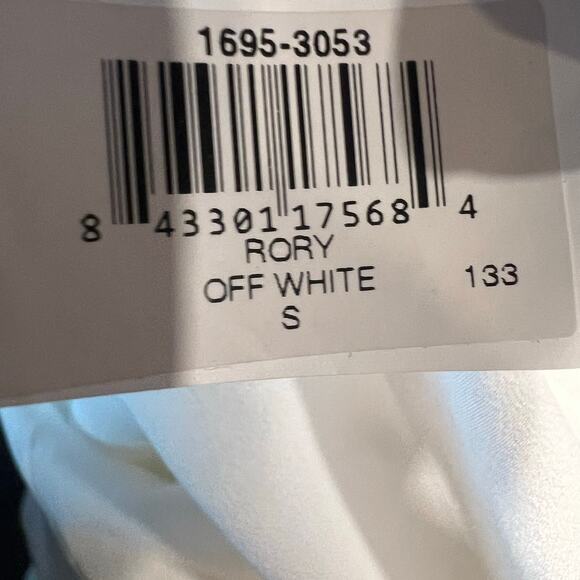 1695-3053
8 43301 17568 4
RORY
OFF WHITE 133
S